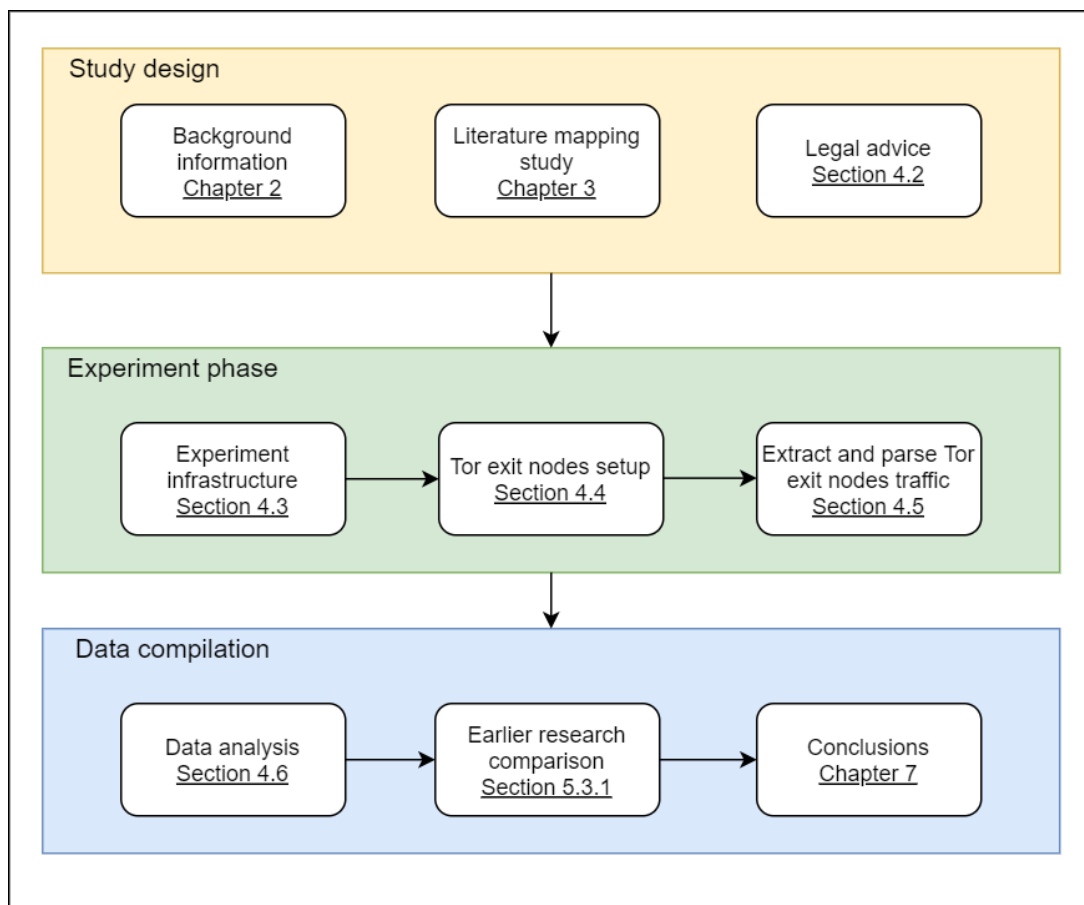 Study design
Background
information
Chapter 2
Literature mapping
study
Chapter 3
Legal advice
Section 4.2
Experiment phase
Experiment
infrastructure
Section 4.3
Tor exit nodes setup
Section 4.4
Extract and parse Tor
exit nodes traffic
Section 4.5
Data compilation
Data analysis
Section 4.6
Earlier research
comparison
Section 5.3.1
Conclusions
Chapter 7